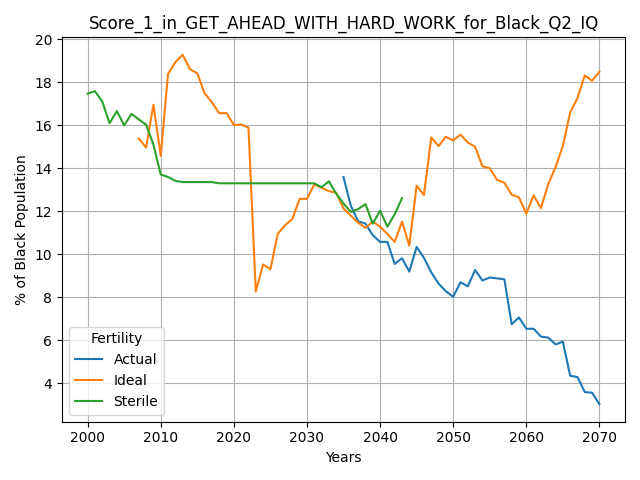 Score_1_in_GET_AHEAD_WITH_HARD_WORK_for_Black_Q2_IQ
% of Black Population
20
18
16
14
12
10
8
6
4
Fertility
Actual
Ideal
Sterile
2000 2010 2020 2030 2040 2050 2060 2070
Years